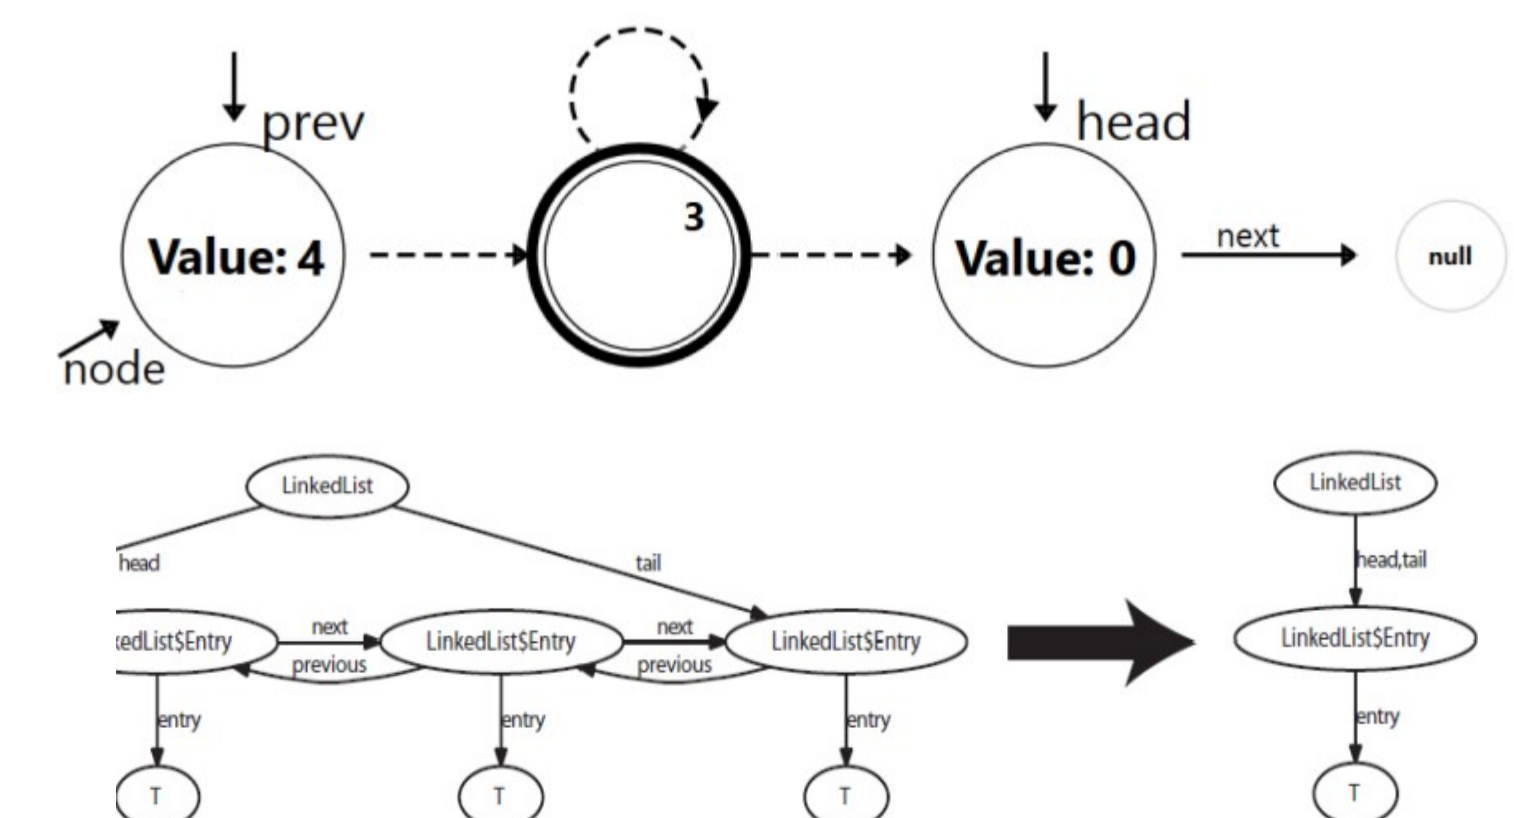 prev
head
3
Value: 4
Value: 0
next
null
node
LinkedList
LinkedList
head
tail
head,tail
kedList$Entry
next
previous
LinkedList$Entry
next
previous
LinkedList$Entry
LinkedList$Entry
entry
entry
entry
entry
T
T
T
T